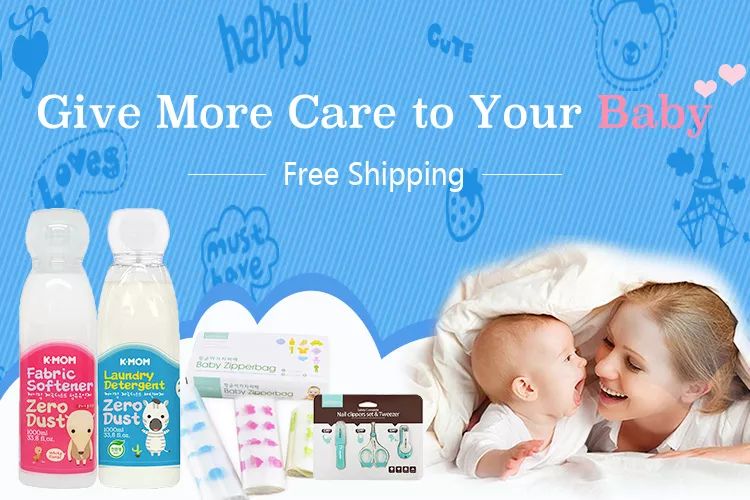 happy
CUTE
Give More Care to Your Baby
Free Shipping
Loves
must
have
K-MOM
Fabric
Softener
Zero
Dust
1000ml
33.8 fl.oz.
K-MOM
Laundry
Detergent
Zero
Dust
1000ml
33.8 fl.oz.
Baby Zipperbag
Baby Zipperbag
Nail clippers set & Tweezer